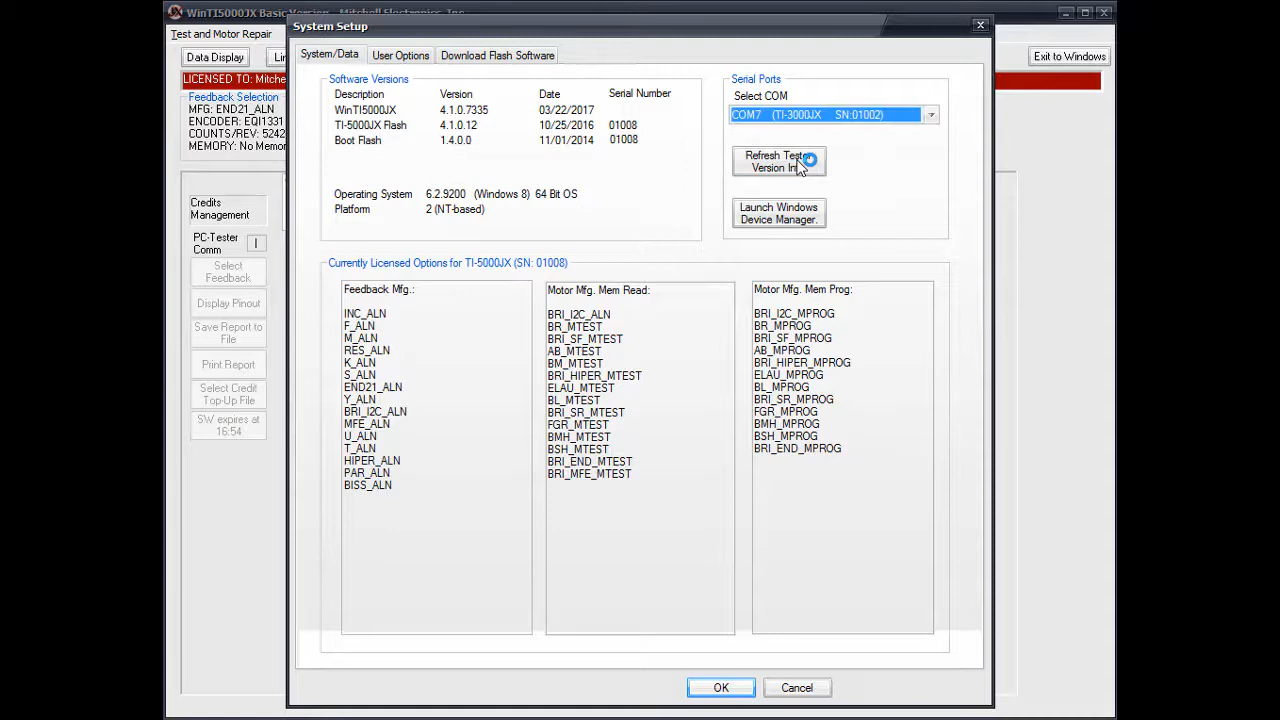 WinTI5000JX Basic Version - Mitchell Electronics, Inc.
System Setup
Test and Motor Repair
Data Display
Exit to Windows
System/Data
User Options
Download Flash Software
LICENSED TO: Mitche
Feedback Selection
MFG: END21_ALN
ENCODER: EQI1331
COUNTS/REV: 5242
MEMORY: No Memor
Software Versions
Description Version Date Serial Number
WinTI5000JX 4.1.0.7335 03/22/2017
TI-5000JX Flash 4.1.0.12 10/25/2016 01008
Boot Flash 1.4.0.0 11/01/2014 01008
Operating System 6.2.9200 (Windows 8) 64 Bit OS
Platform 2 (NT-based)
Serial Ports
Select COM
COM7 (TI-3000JX SN:01002)
Refresh Tester
Version In
Launch Windows
Device Manager.
Credits
Management
PC-Tester
Comm
I
Select
Feedback
Display Pinout
Save Report to
File
Print Report
Select Credit
Top-Up File
SW expires at
16:54
Currently Licensed Options for TI-5000JX (SN: 01008)
Feedback Mfg.:
INC_ALN
F_ALN
M_ALN
RES_ALN
K_ALN
S_ALN
END21_ALN
Y_ALN
BRI_I2C_ALN
MFE_ALN
U_ALN
T_ALN
HIPER_ALN
PAR_ALN
BISS_ALN
Motor Mfg. Mem Read:
BRI_I2C_ALN
BR_MTEST
BRI_SF_MTEST
AB_MTEST
BM_MTEST
BRI_HIPER_MTEST
ELAU_MTEST
BL_MTEST
BRI_SR_MTEST
FGR_MTEST
BMH_MTEST
BSH_MTEST
BRI_END_MTEST
BRI_MFE_MTEST
Motor Mfg. Mem Prog:
BRI_I2C_MPROG
BR_MPROG
BRI_SF_MPROG
AB_MPROG
BRI_HIPER_MPROG
ELAU_MPROG
BL_MPROG
BRI_SR_MPROG
FGR_MPROG
BMH_MPROG
BSH_MPROG
BRI_END_MPROG
OK
Cancel